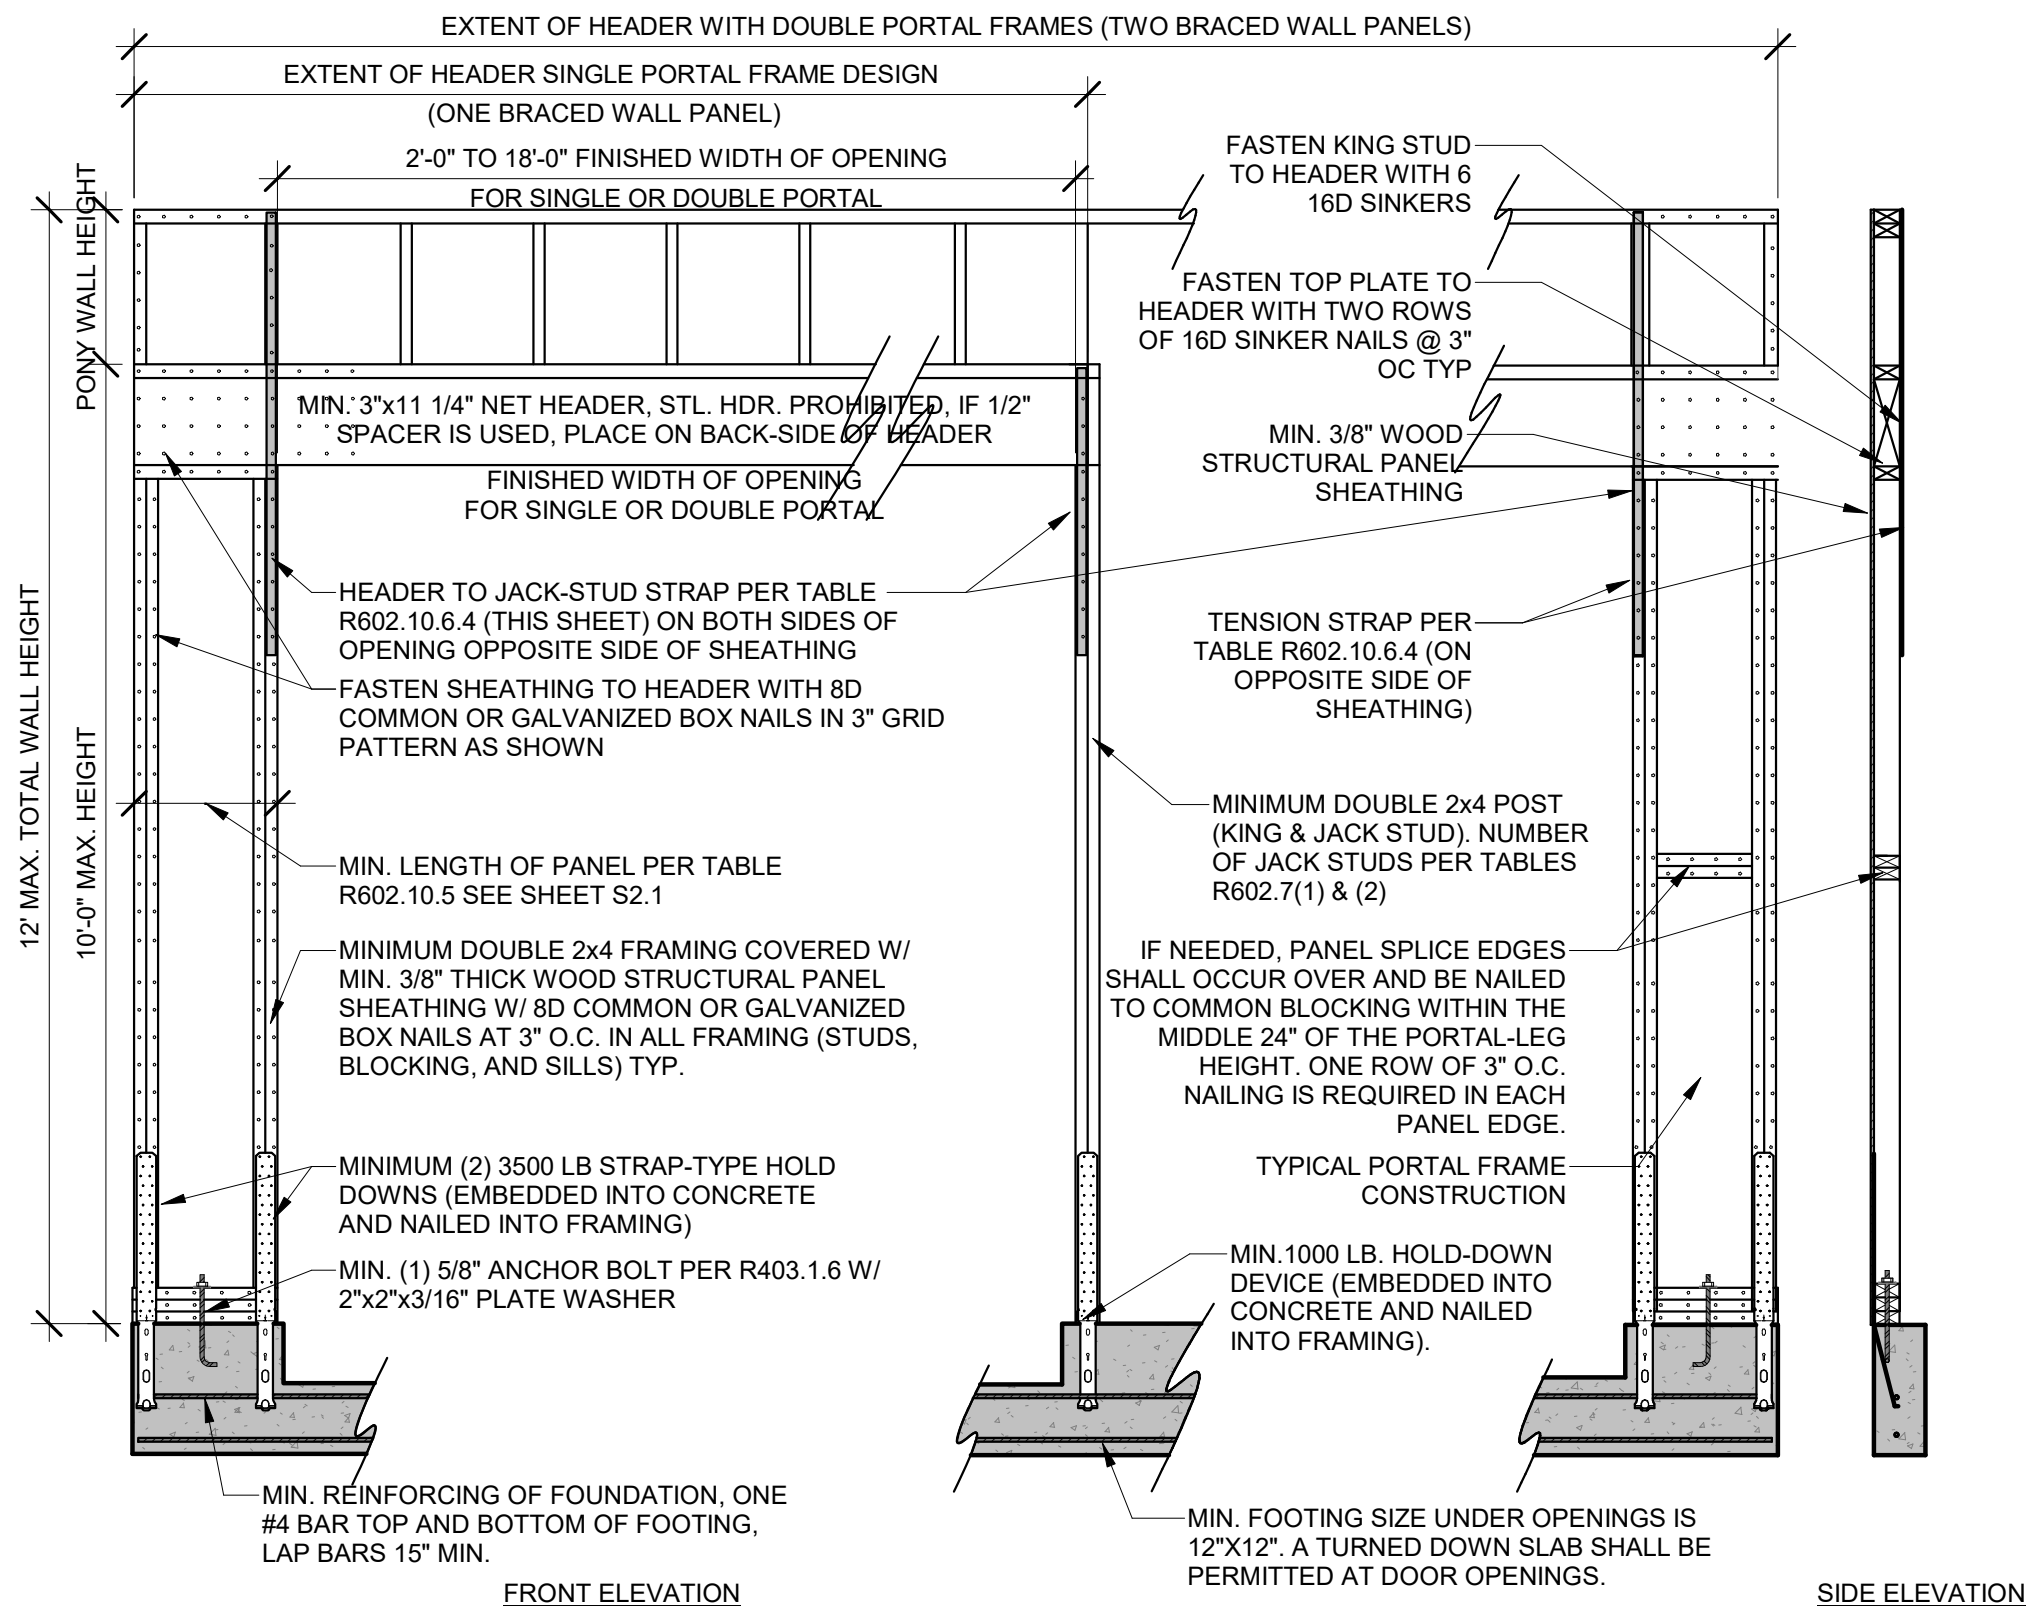 EXTENT OF HEADER WITH DOUBLE PORTAL FRAMES (TWO BRACED WALL PANELS)
EXTENT OF HEADER SINGLE PORTAL FRAME DESIGN
(ONE BRACED WALL PANEL)
2'-0" TO 18'-0" FINISHED WIDTH OF OPENING
FOR SINGLE OR DOUBLE PORTAL
PONY WALL HEIGHT
12' MAX. TOTAL WALL HEIGHT
10'-0" MAX. HEIGHT
MIN. 3"x11 1/4" NET HEADER, STL. HDR. PROHIBITED, IF 1/2"
SPACER IS USED, PLACE ON BACK-SIDE OF HEADER
FINISHED WIDTH OF OPENING
FOR SINGLE OR DOUBLE PORTAL
HEADER TO JACK-STUD STRAP PER TABLE
R602.10.6.4 (THIS SHEET) ON BOTH SIDES OF
OPENING OPPOSITE SIDE OF SHEATHING
FASTEN SHEATHING TO HEADER WITH 8D
COMMON OR GALVANIZED BOX NAILS IN 3" GRID
PATTERN AS SHOWN
MIN. LENGTH OF PANEL PER TABLE
R602.10.5 SEE SHEET S2.1
MINIMUM DOUBLE 2x4 FRAMING COVERED W/
MIN. 3/8" THICK WOOD STRUCTURAL PANEL
SHEATHING W/ 8D COMMON OR GALVANIZED
BOX NAILS AT 3" O.C. IN ALL FRAMING (STUDS,
BLOCKING, AND SILLS) TYP.
MINIMUM (2) 3500 LB STRAP-TYPE HOLD
DOWNS (EMBEDDED INTO CONCRETE
AND NAILED INTO FRAMING)
MIN. (1) 5/8" ANCHOR BOLT PER R403.1.6 W/
2"x2"x3/16" PLATE WASHER
MIN. REINFORCING OF FOUNDATION, ONE
#4 BAR TOP AND BOTTOM OF FOOTING,
LAP BARS 15" MIN.
FRONT ELEVATION
FASTEN KING STUD
TO HEADER WITH 6
16D SINKERS
FASTEN TOP PLATE TO
HEADER WITH TWO ROWS
OF 16D SINKER NAILS @ 3"
OC TYP
MIN. 3/8" WOOD
STRUCTURAL PANEL
SHEATHING
TENSION STRAP PER
TABLE R602.10.6.4 (ON
OPPOSITE SIDE OF
SHEATHING)
MINIMUM DOUBLE 2x4 POST
(KING & JACK STUD). NUMBER
OF JACK STUDS PER TABLES
R602.7(1) & (2)
IF NEEDED, PANEL SPLICE EDGES
SHALL OCCUR OVER AND BE NAILED
TO COMMON BLOCKING WITHIN THE
MIDDLE 24" OF THE PORTAL-LEG
HEIGHT. ONE ROW OF 3" O.C.
NAILING IS REQUIRED IN EACH
PANEL EDGE.
TYPICAL PORTAL FRAME
CONSTRUCTION
MIN.1000 LB. HOLD-DOWN
DEVICE (EMBEDDED INTO
CONCRETE AND NAILED
INTO FRAMING).
MIN. FOOTING SIZE UNDER OPENINGS IS
12"X12". A TURNED DOWN SLAB SHALL BE
PERMITTED AT DOOR OPENINGS.
SIDE ELEVATION